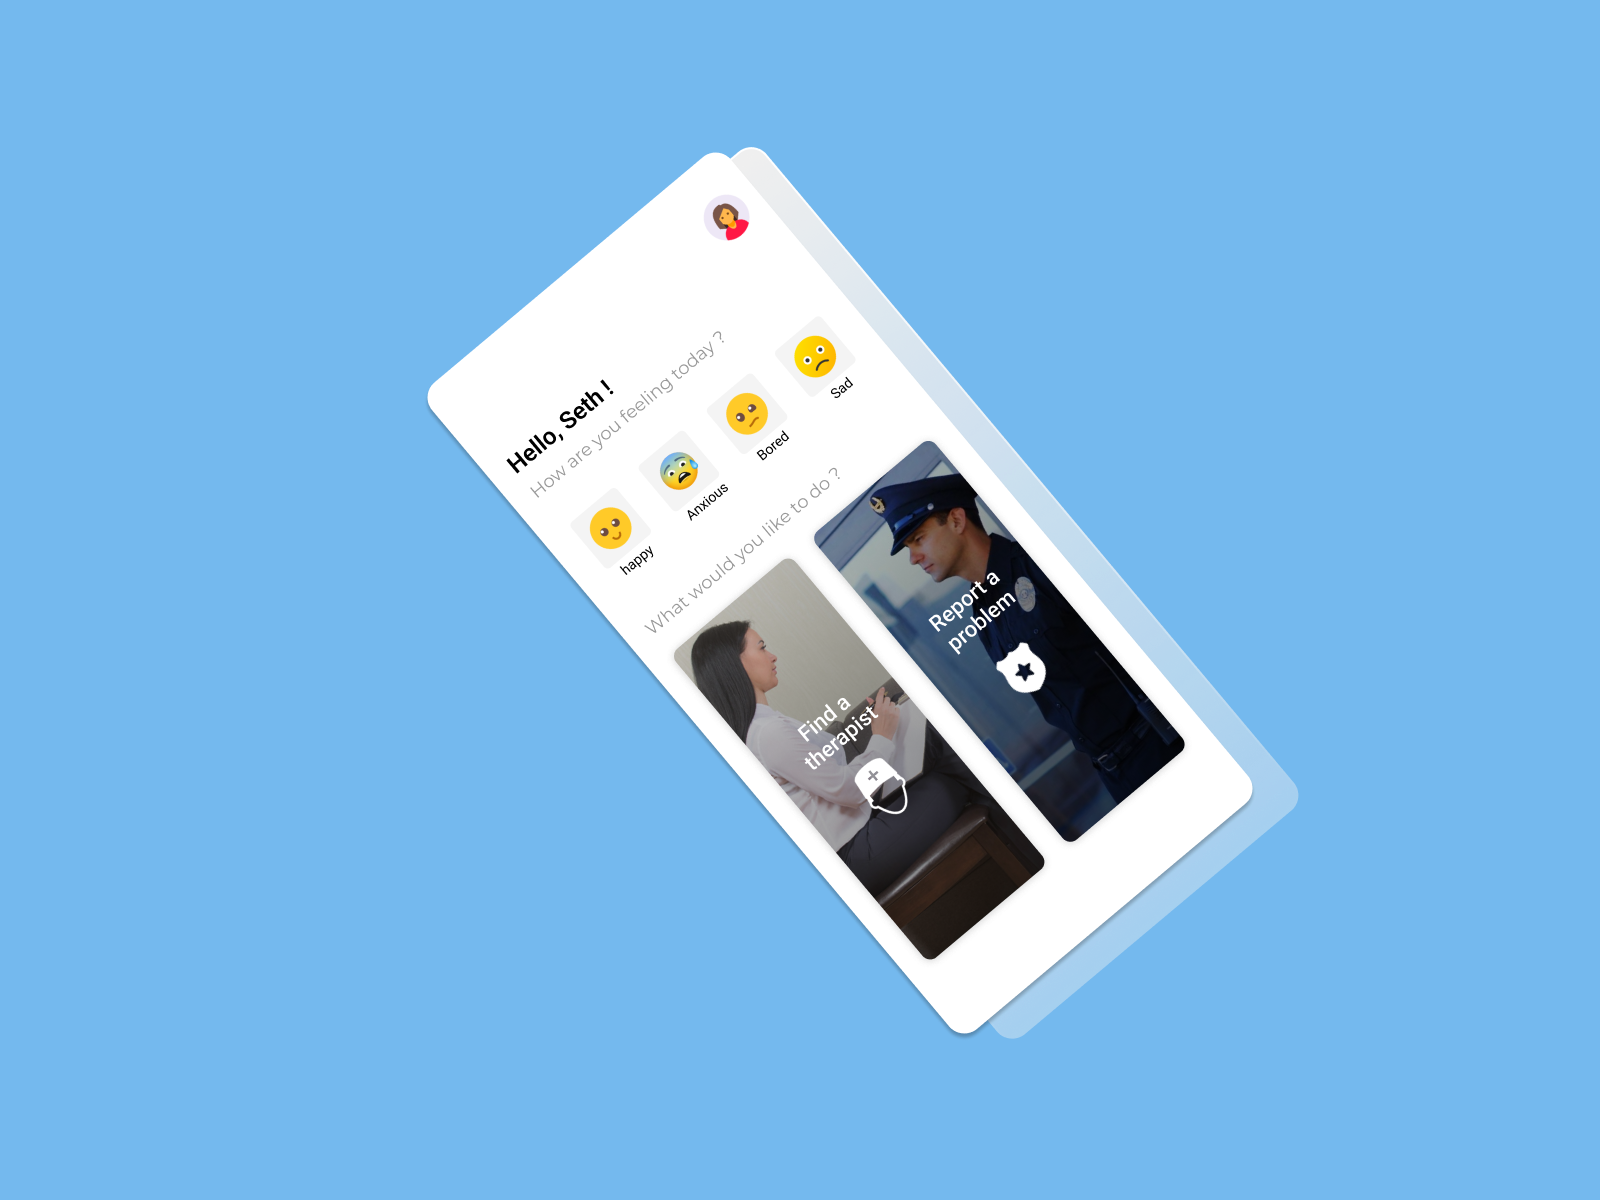 Hello, Seth !
How are you feeling today ?
happy
Anxious
Bored
Sad
What would you like to do ?
Find a
therapist
Report a
problem